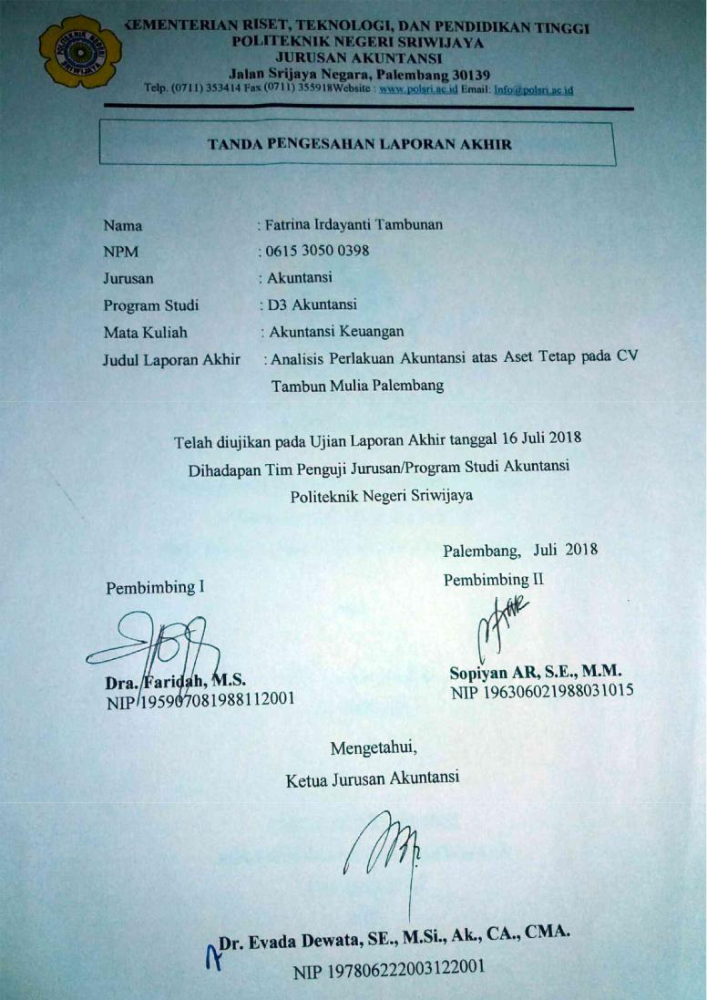 KEMENTERIAN RISET, TEKNOLOGI, DAN PENDIDIKAN TINGGI
POLITEKNIK NEGERI SRIWIJAYA
JURUSAN AKUNTANSI
Jalan Srijaya Negara, Palembang 30139
Telp. (0711) 353414 Fax (0711) 355918Website : www.polsri.ac.id Email: Info@polsri.ac.id
POLITEKNIK NEGERI
SRIWIJAYA
TANDA PENGESAHAN LAPORAN AKHIR
Nama : Fatrina Irdayanti Tambunan
NPM : 0615 3050 0398
Jurusan : Akuntansi
Program Studi : D3 Akuntansi
Mata Kuliah : Akuntansi Keuangan
Judul Laporan Akhir : Analisis Perlakuan Akuntansi atas Aset Tetap pada CV
Tambun Mulia Palembang
Telah diujikan pada Ujian Laporan Akhir tanggal 16 Juli 2018
Dihadapan Tim Penguji Jurusan/Program Studi Akuntansi
Politeknik Negeri Sriwijaya
Palembang, Juli 2018
Pembimbing I
Pembimbing II
Dra. Faridah, M.S.
NIP 195907081988112001
Sopiyan AR, S.E., M.M.
NIP 196306021988031015
Mengetahui,
Ketua Jurusan Akuntansi
Dr. Evada Dewata, SE., M.Si., Ak., CA., CMA.
NIP 197806222003122001